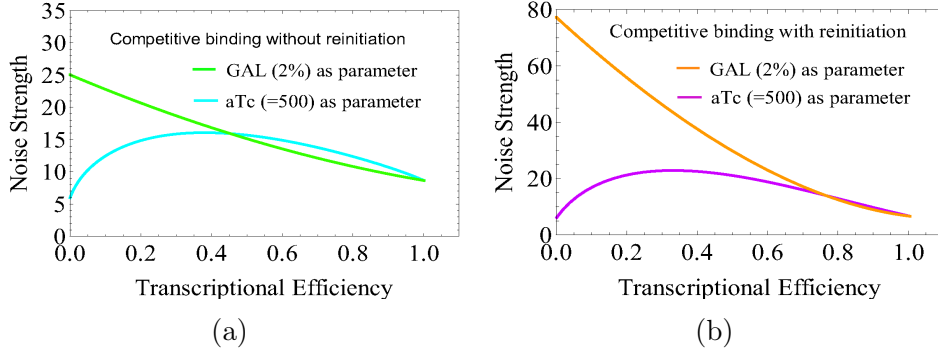 35
30
25
20
15
10
5
0
Noise Strength
Competitive binding without reinitiation
GAL (2%) as parameter
aTc (=500) as parameter
0.0 0.2 0.4 0.6 0.8 1.0
Transcriptional Efficiency
(a)
80
60
40
20
0
Noise Strength
Competitive binding with reinitiation
GAL (2%) as parameter
aTc (=500) as parameter
0.0 0.2 0.4 0.6 0.8 1.0
Transcriptional Efficiency
(b)